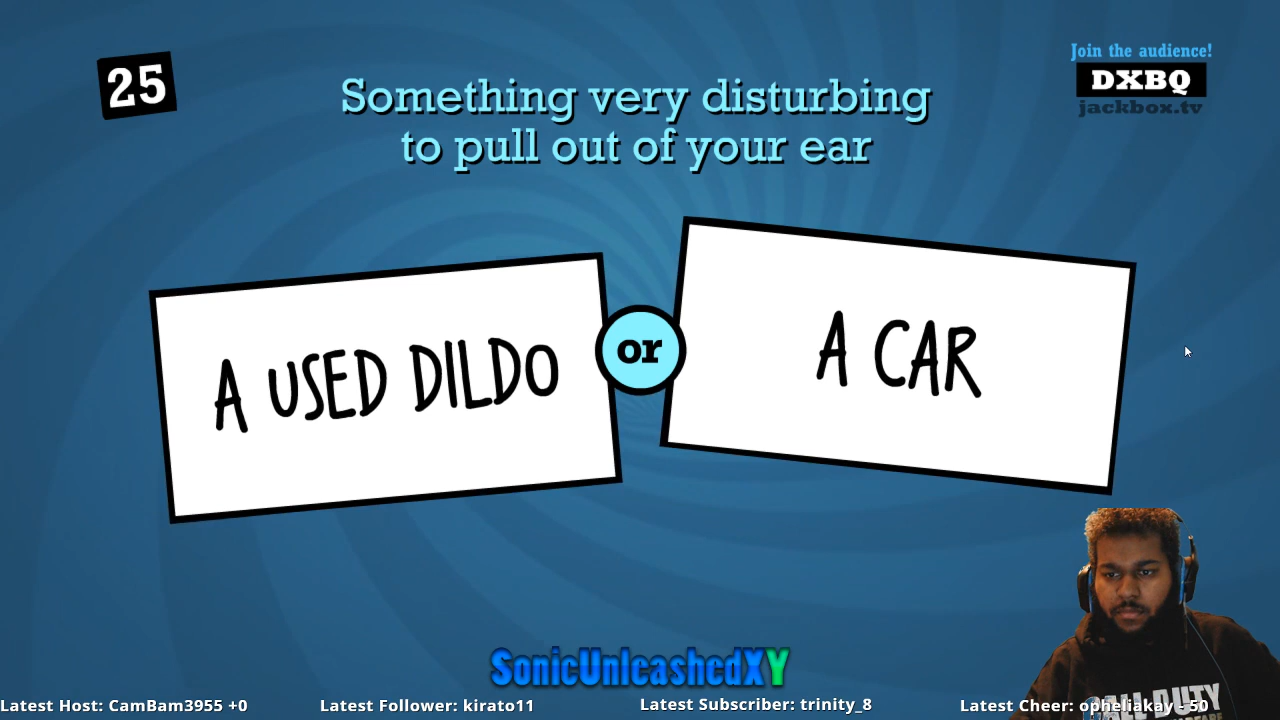 25
Something very disturbing
to pull out of your ear
Join the audience!
DXBQ
jackbox.tv
A USED DILDO
or
A CAR
SonicUnleashedXY
CALL OF DUTY
Latest Host: CamBam3955 +0
Latest Follower: kirato11
Latest Subscriber: trinity_8
Latest Cheer: opheliakay - 50